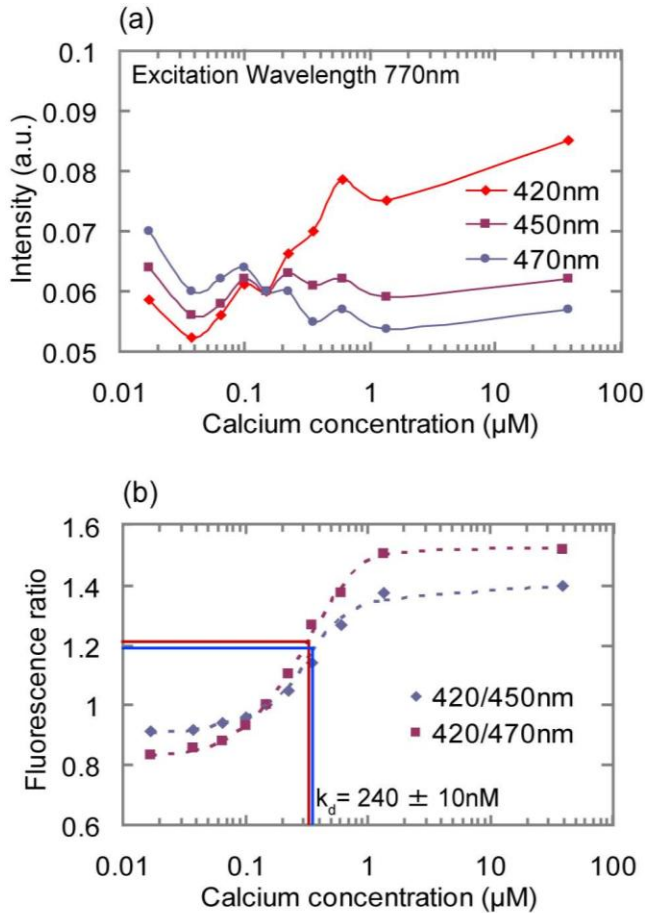 (a)
0.1
Excitation Wavelength 770nm
0.09
0.08
420nm
0.07
450nm
470nm
0.06
0.05
Intensity (a.u.)
0.01 0.1 1 10 100
Calcium concentration (µM)
(b)
1.6
1.4
1.2
1
420/450nm
420/470nm
0.8
k_d = 240 ± 10nM
0.6
Fluorescence ratio
0.01 0.1 1 10 100
Calcium concentration (µM)